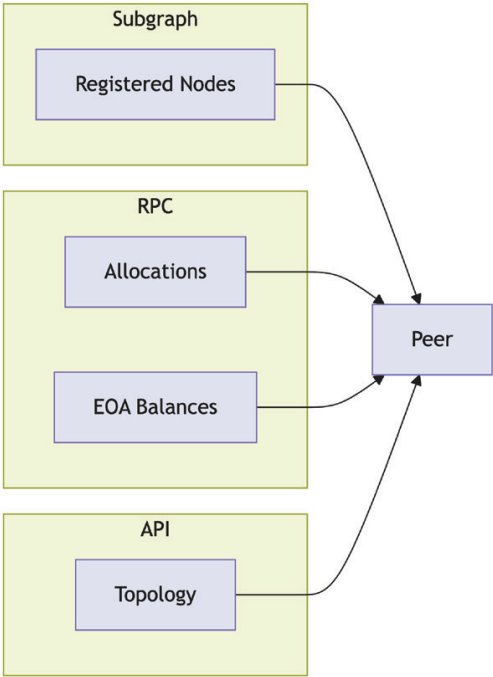 Subgraph
Registered Nodes
RPC
Allocations
Peer
EOA Balances
API
Topology